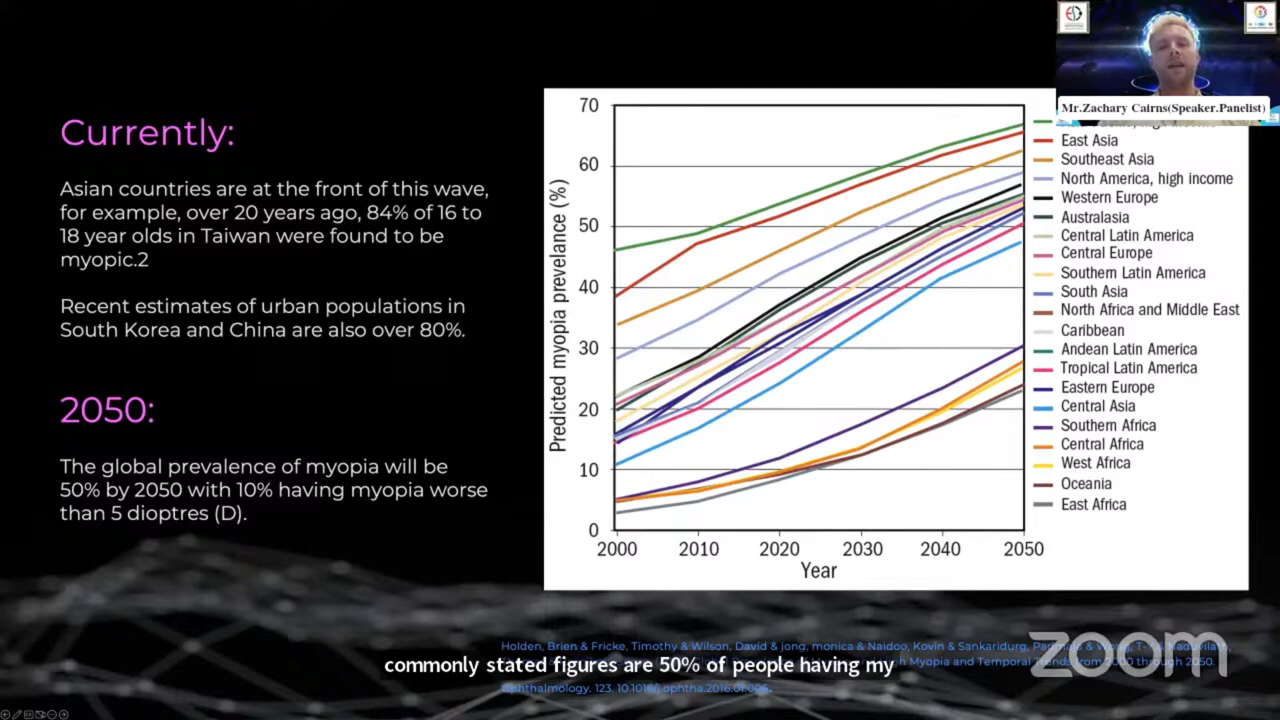 Currently:
Asian countries are at the front of this wave,
for example, over 20 years ago, 84% of 16 to
18 year olds in Taiwan were found to be
myopic.2
Recent estimates of urban populations in
South Korea and China are also over 80%.
2050:
The global prevalence of myopia will be
50% by 2050 with 10% having myopia worse
than 5 dioptres (D).
Predicted myopia prevelance (%)
70
60
50
40
30
20
10
0
2000 2010 2020 2030 2040 2050
Year
Mr.Zachary Cairns(Speaker.Panelist)
East Asia
Southeast Asia
North America, high income
Western Europe
Australasia
Central Latin America
Central Europe
Southern Latin America
South Asia
North Africa and Middle East
Caribbean
Andean Latin America
Tropical Latin America
Eastern Europe
Central Asia
Southern Africa
Central Africa
West Africa
Oceania
East Africa
Holden, Brien & Fricke, Timothy & Wilson, David & jong, monica & Naidoo, Kovin & Sankaridurg,
Myopia and Temporal Trends from 2000 through 2050.
Ophthalmology. 123. 10.1016/j.ophtha.2016.01.006.
commonly stated figures are 50% of people having my
zoom